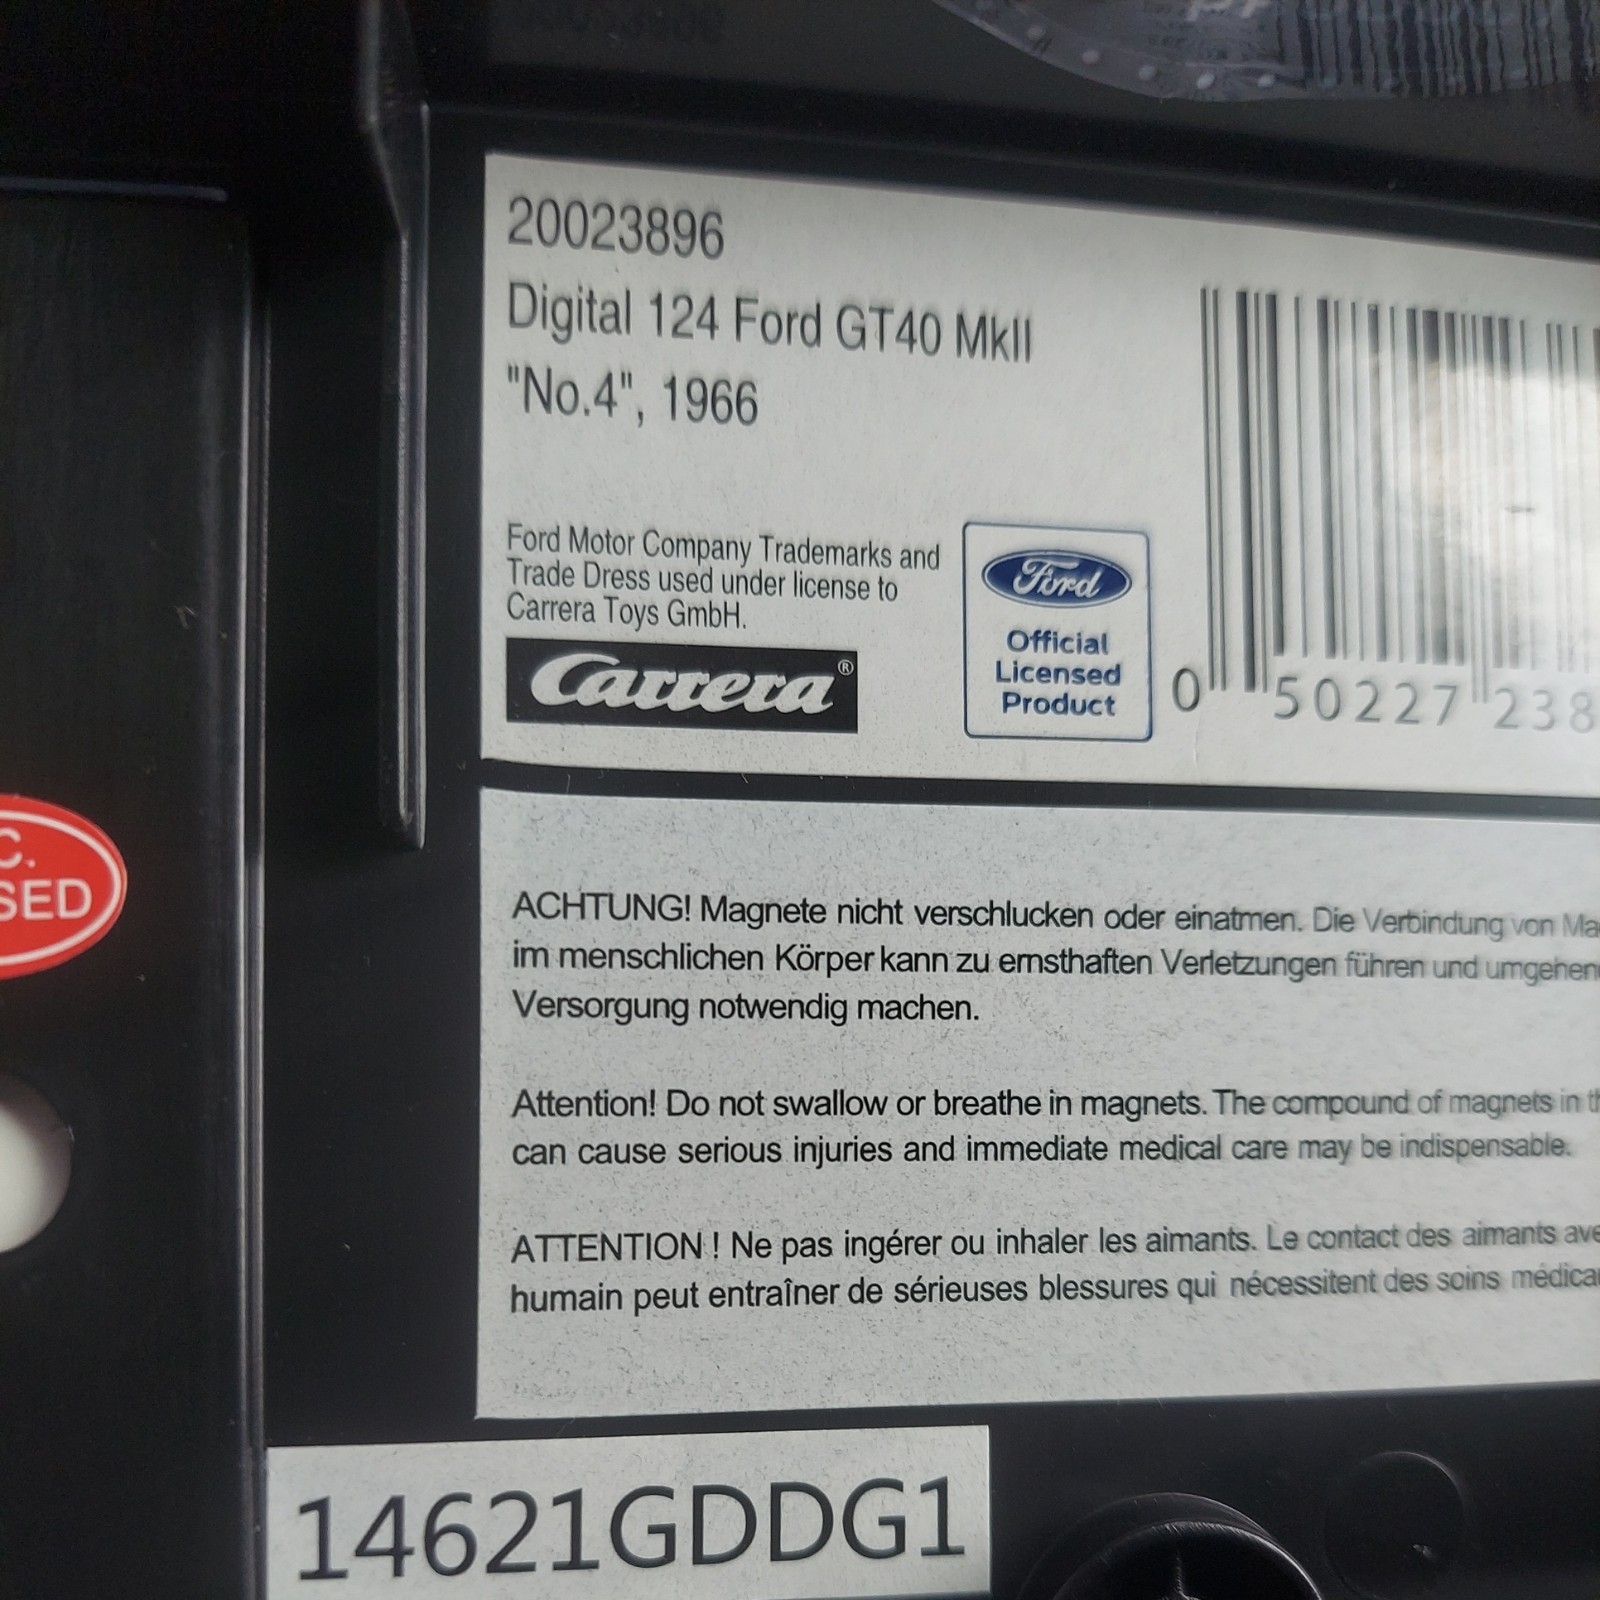 20023896
Digital 124 Ford GT40 MkII
"No.4", 1966
Ford Motor Company Trademarks and
Trade Dress used under license to
Carrera Toys GmbH.
Carrera®
Ford
Official
Licensed
Product
0 50227 238
C.
SED
ACHTUNG! Magnete nicht verschlucken oder einatmen. Die Verbindung von Ma
im menschlichen Körper kann zu ernsthaften Verletzungen führen und umgehen
Versorgung notwendig machen.
Attention! Do not swallow or breathe in magnets. The compound of magnets in th
can cause serious injuries and immediate medical care may be indispensable.
ATTENTION ! Ne pas ingérer ou inhaler les aimants. Le contact des aimants ave
humain peut entraîner de sérieuses blessures qui nécessitent des soins médica
14621GDDG1